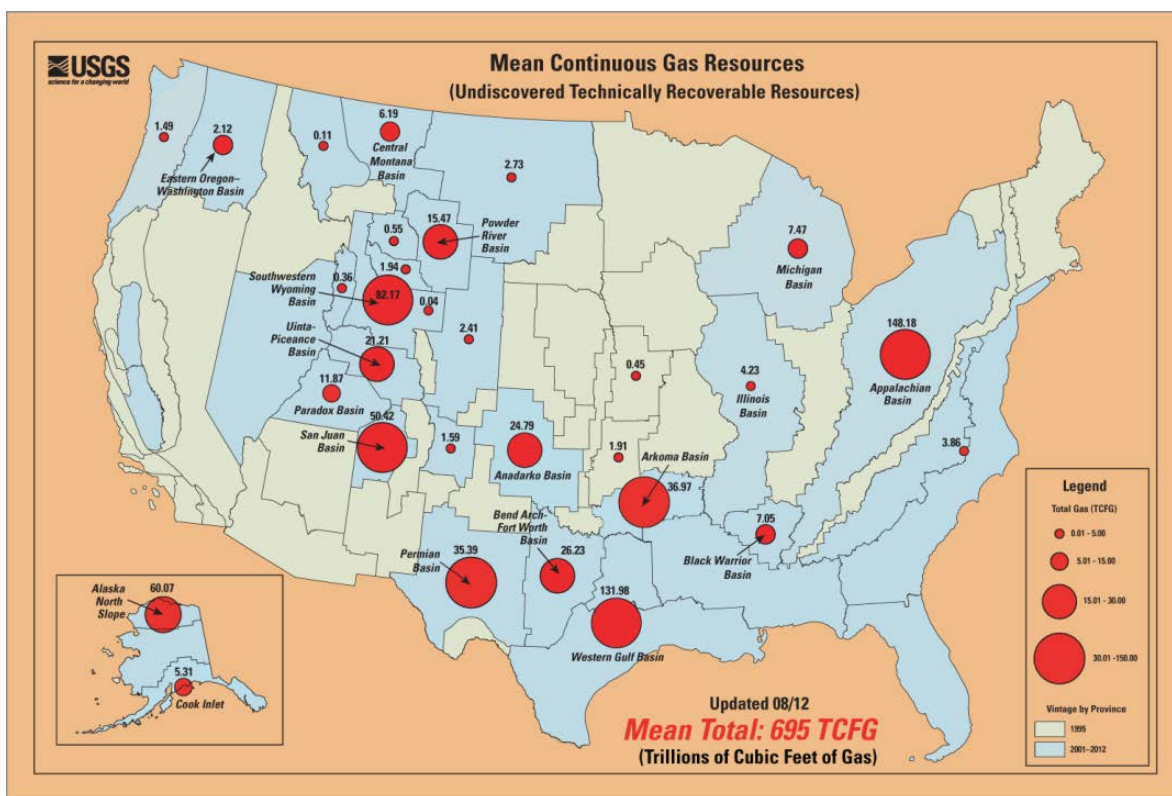 USGS
science for a changing world
Mean Continuous Gas Resources
(Undiscovered Technically Recoverable Resources)
1.49
2.12
Eastern Oregon–
Washington Basin
0.11
6.19
Central
Montana
Basin
2.73
0.55
15.47
Powder
River
Basin
1.94
0.36
Southwestern
Wyoming
Basin
82.17
0.04
Uinta-
Piceance
Basin
21.21
2.41
11.87
Paradox Basin
50.42
San Juan
Basin
1.59
24.79
Anadarko Basin
0.45
1.91
Arkoma Basin
36.97
7.47
Michigan
Basin
4.23
Illinois
Basin
148.18
Appalachian
Basin
3.86
7.05
Black Warrior
Basin
Bend Arch-
Fort Worth
Basin
26.23
Permian
Basin
35.39
131.98
Western Gulf Basin
Alaska
North
Slope
60.07
5.31
Cook Inlet
Updated 08/12
Mean Total: 695 TCFG
(Trillions of Cubic Feet of Gas)
Legend
Total Gas (TCFG)
0.01 - 5.00
5.01 - 15.00
15.01 - 30.00
30.01 -150.00
Vintage by Province
1995
2001–2012